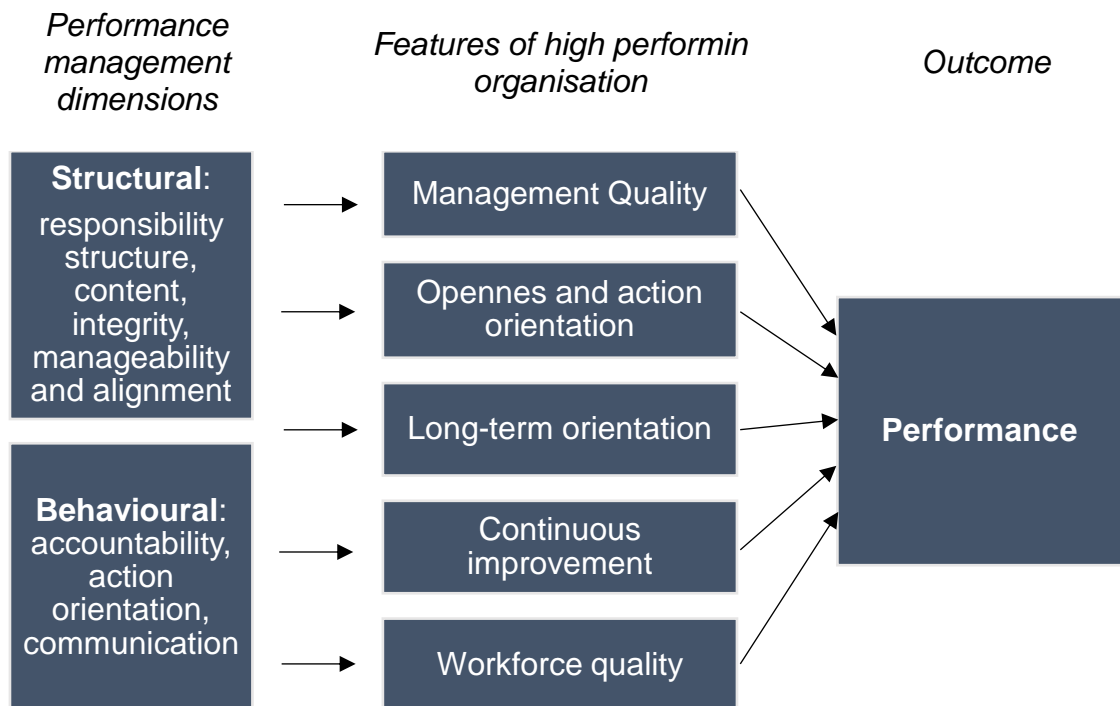 Performance
management
dimensions
Features of high performin
organisation
Outcome
Structural:
responsibility
structure,
content,
integrity,
manageability
and alignment
Behavioural:
accountability,
action
orientation,
communication
Management Quality
Opennes and action
orientation
Long-term orientation
Continuous
improvement
Workforce quality
Performance